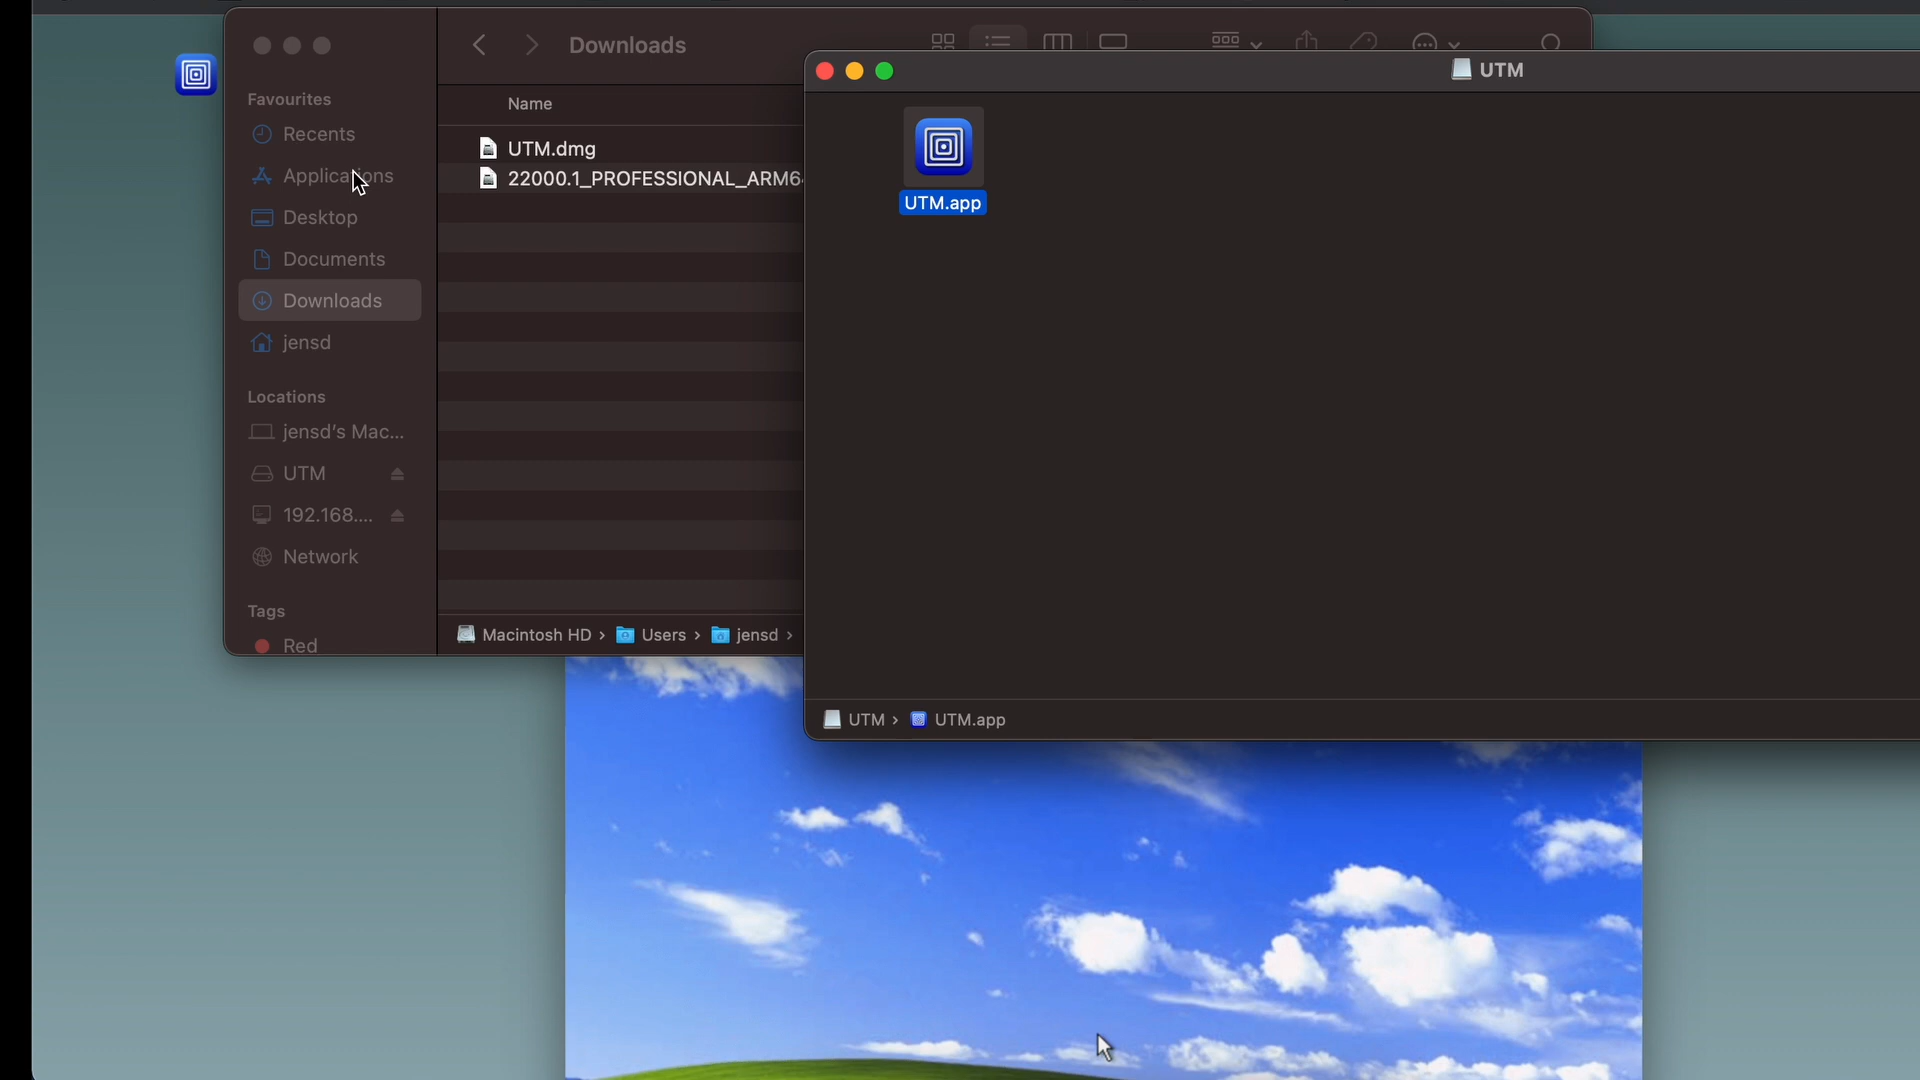 Downloads
UTM
Favourites
Recents
Applications
Desktop
Documents
Downloads
jensd
Locations
jensd's Mac...
UTM
192.168....
Network
Tags
Red
Name
UTM.dmg
22000.1_PROFESSIONAL_ARM64
Macintosh HD › Users › jensd ›
UTM.app
UTM › UTM.app